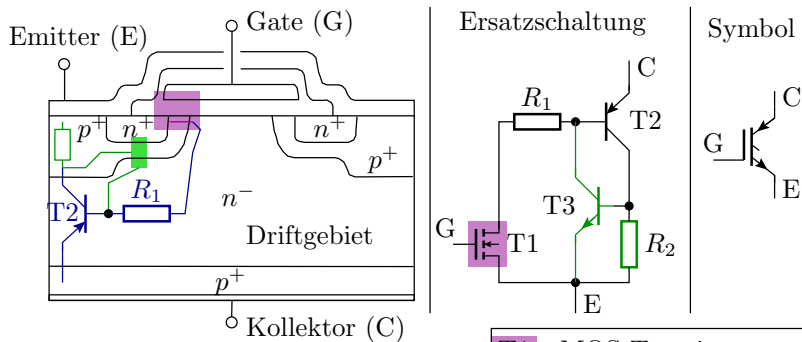 Emitter (E)
Gate (G)
p+
n+
n+
p+
T2
R1
n−
Driftgebiet
p+
Kollektor (C)
Ersatzschaltung
C
R1
T2
T3
G
T1
R2
E
Symbol
C
G
E